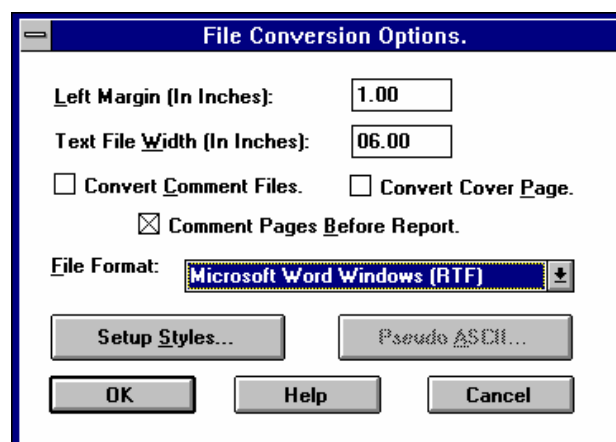 File Conversion Options.
Left Margin (In Inches): 1.00
Text File Width (In Inches): 06.00
Convert Comment Files. Convert Cover Page.
Comment Pages Before Report.
File Format: Microsoft Word Windows (RTF)
Setup Styles... Pseudo ASCII...
OK Help Cancel